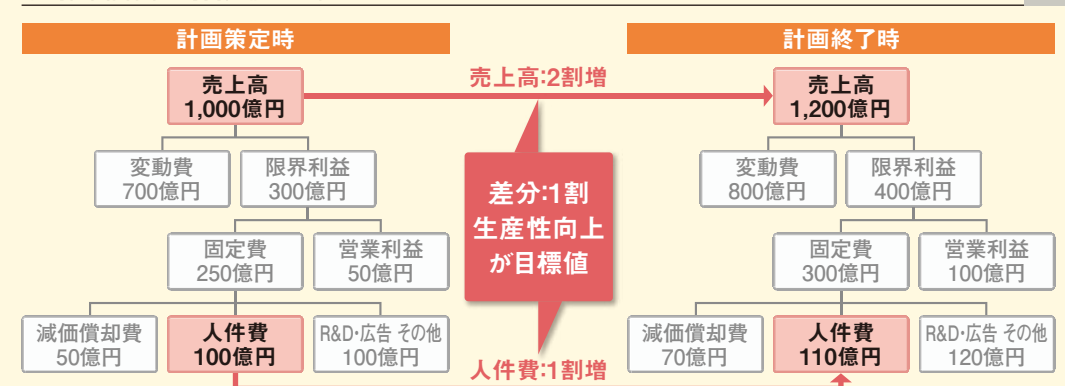 計画策定時
計画終了時
売上高
1,000億円
売上高:2割増
売上高
1,200億円
変動費
700億円
限界利益
300億円
変動費
800億円
限界利益
400億円
差分:1割
生産性向上
が目標値
固定費
250億円
営業利益
50億円
固定費
300億円
営業利益
100億円
減価償却費
50億円
人件費
100億円
R&D・広告 その他
100億円
人件費:1割増
減価償却費
70億円
人件費
110億円
R&D・広告 その他
120億円